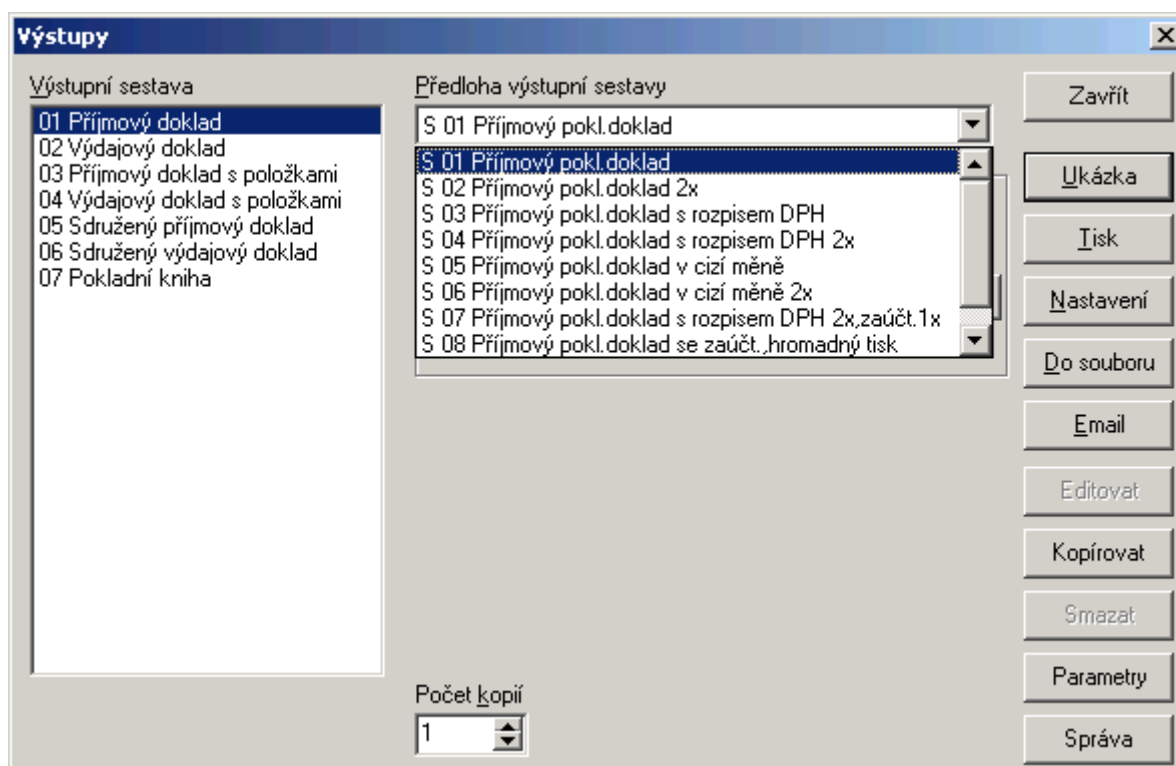 Výstupy
Výstupní sestava
01 Příjmový doklad
02 Výdajový doklad
03 Příjmový doklad s položkami
04 Výdajový doklad s položkami
05 Sdružený příjmový doklad
06 Sdružený výdajový doklad
07 Pokladní kniha
Předloha výstupní sestavy
S 01 Příjmový pokl.doklad
S 01 Příjmový pokl.doklad
S 02 Příjmový pokl.doklad 2x
S 03 Příjmový pokl.doklad s rozpisem DPH
S 04 Příjmový pokl.doklad s rozpisem DPH 2x
S 05 Příjmový pokl.doklad v cizí měně
S 06 Příjmový pokl.doklad v cizí měně 2x
S 07 Příjmový pokl.doklad s rozpisem DPH 2x,zaúčt.1x
S 08 Příjmový pokl.doklad se zaúčt.,hromadný tisk
Počet kopií
1
Zavřít
Ukázka
Tisk
Nastavení
Do souboru
Email
Editovat
Kopírovat
Smazat
Parametry
Správa